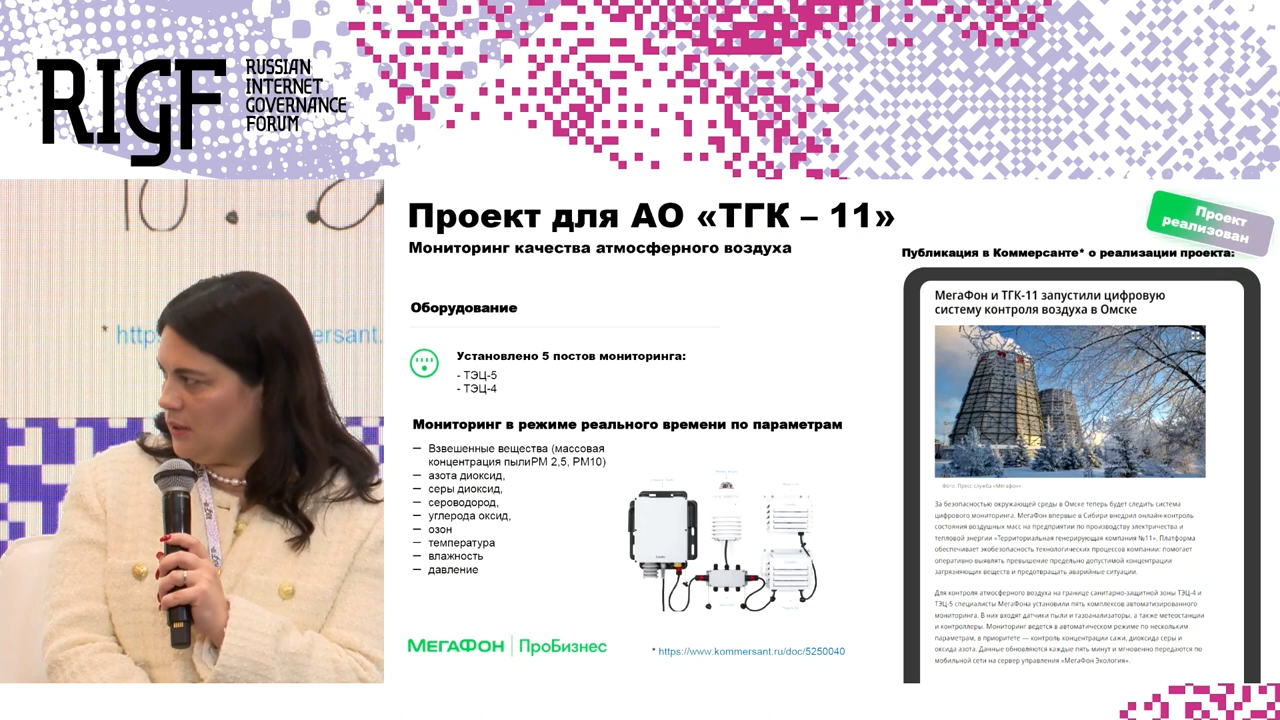 RIGF
RUSSIAN
INTERNET
GOVERNANCE
FORUM
* http
mersant.
Проект для АО «ТГК – 11»
Мониторинг качества атмосферного воздуха
Проект
реализован
Публикация в Коммерсанте* о реализации проекта:
Оборудование
Установлено 5 постов мониторинга:
- ТЭЦ-5
- ТЭЦ-4
Мониторинг в режиме реального времени по параметрам
— Взвешенные вещества (массовая
концентрация пылиРМ 2,5, РМ10)
— азота диоксид,
— серы диоксид,
— сероводород,
— углерода оксид,
— озон
— температура
— влажность
— давление
МЕГАФОН | ПроБизнес
* https://www.kommersant.ru/doc/5250040
МегаФон и ТГК-11 запустили цифровую
систему контроля воздуха в Омске
Фото: Пресс служба «Мегафон»
За безопасностью окружающей среды в Омске теперь будет следить система
цифрового мониторинга. МегаФон впервые в Сибири внедрил онлайн-контроль
состояния воздушных масс на предприятии по производству электричества и
тепловой энергии «Территориальная генерирующая компания №11». Платформа
обеспечивает экобезопасность технологических процессов компании: помогает
оперативно выявлять превышение предельно допустимой концентрации
загрязняющих веществ и предотвращать аварийные ситуации.
Для контроля атмосферного воздуха на границе санитарно-защитной зоны ТЭЦ-4 и
ТЭЦ-5 специалисты МегаФона установили пять комплексов автоматизированного
мониторинга. В них входят датчики пыли и газоанализаторы, а также метеостанции
и контроллеры. Мониторинг ведется в автоматическом режиме по нескольким
параметрам, в приоритете — контроль концентрации сажи, диоксида серы и
оксида азота. Данные обновляются каждые пять минут и мгновенно передаются по
мобильной сети на сервер управления «МегаФон Экология».